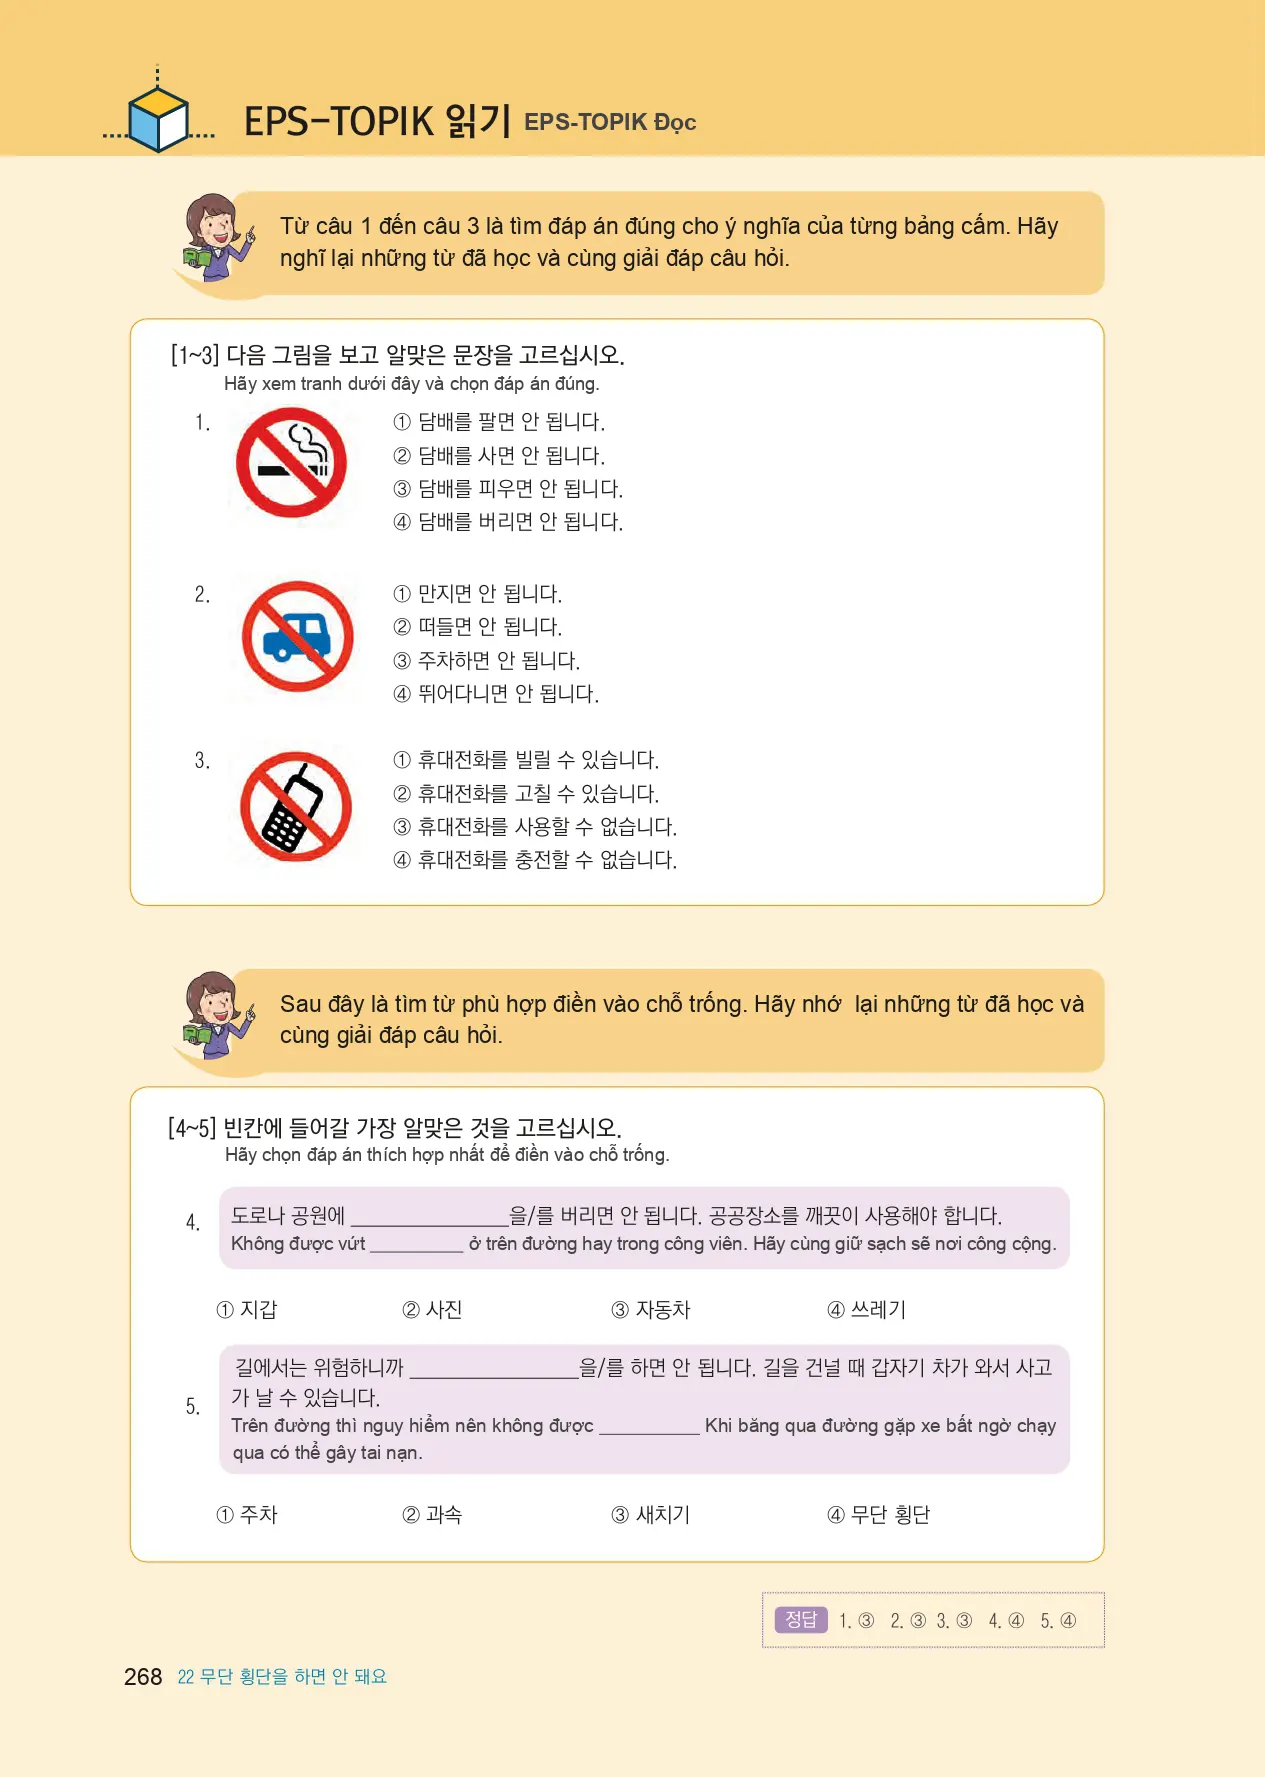 EPS-TOPIK 읽기 EPS-TOPIK Đọc
Từ câu 1 đến câu 3 là tìm đáp án đúng cho ý nghĩa của từng bảng cấm. Hãy
nghĩ lại những từ đã học và cùng giải đáp câu hỏi.
[1~3] 다음 그림을 보고 알맞은 문장을 고르십시오.
Hãy xem tranh dưới đây và chọn đáp án đúng.
1.
① 담배를 팔면 안 됩니다.
② 담배를 사면 안 됩니다.
③ 담배를 피우면 안 됩니다.
④ 담배를 버리면 안 됩니다.
2.
① 만지면 안 됩니다.
② 떠들면 안 됩니다.
③ 주차하면 안 됩니다.
④ 뛰어다니면 안 됩니다.
3.
① 휴대전화를 빌릴 수 있습니다.
② 휴대전화를 고칠 수 있습니다.
③ 휴대전화를 사용할 수 없습니다.
④ 휴대전화를 충전할 수 없습니다.
Sau đây là tìm từ phù hợp điền vào chỗ trống. Hãy nhớ lại những từ đã học và
cùng giải đáp câu hỏi.
[4~5] 빈칸에 들어갈 가장 알맞은 것을 고르십시오.
Hãy chọn đáp án thích hợp nhất để điền vào chỗ trống.
4.
도로나 공원에 ________________을/를 버리면 안 됩니다. 공공장소를 깨끗이 사용해야 합니다.
Không được vứt __________ ở trên đường hay trong công viên. Hãy cùng giữ sạch sẽ nơi công cộng.
① 지갑 ② 사진 ③ 자동차 ④ 쓰레기
5.
길에서는 위험하니까 _________________을/를 하면 안 됩니다. 길을 건널 때 갑자기 차가 와서 사고
가 날 수 있습니다.
Trên đường thì nguy hiểm nên không được __________ Khi băng qua đường gặp xe bất ngờ chạy
qua có thể gây tai nạn.
① 주차 ② 과속 ③ 새치기 ④ 무단 횡단
정답 1. ③ 2. ③ 3. ③ 4. ④ 5. ④
268 22 무단 횡단을 하면 안 돼요